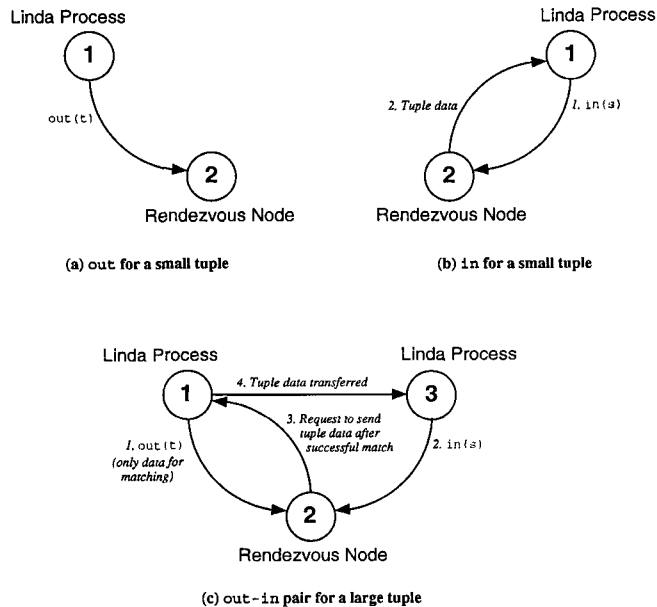 Linda Process
1
out(t)
2
Rendezvous Node
(a) out for a small tuple
Linda Process
1
2. Tuple data
1. in(s)
2
Rendezvous Node
(b) in for a small tuple
Linda Process
Linda Process
1
4. Tuple data transferred
3
3. Request to send
tuple data after
successful match
1. out(t)
(only data for
matching)
2. in(s)
2
Rendezvous Node
(c) out-in pair for a large tuple